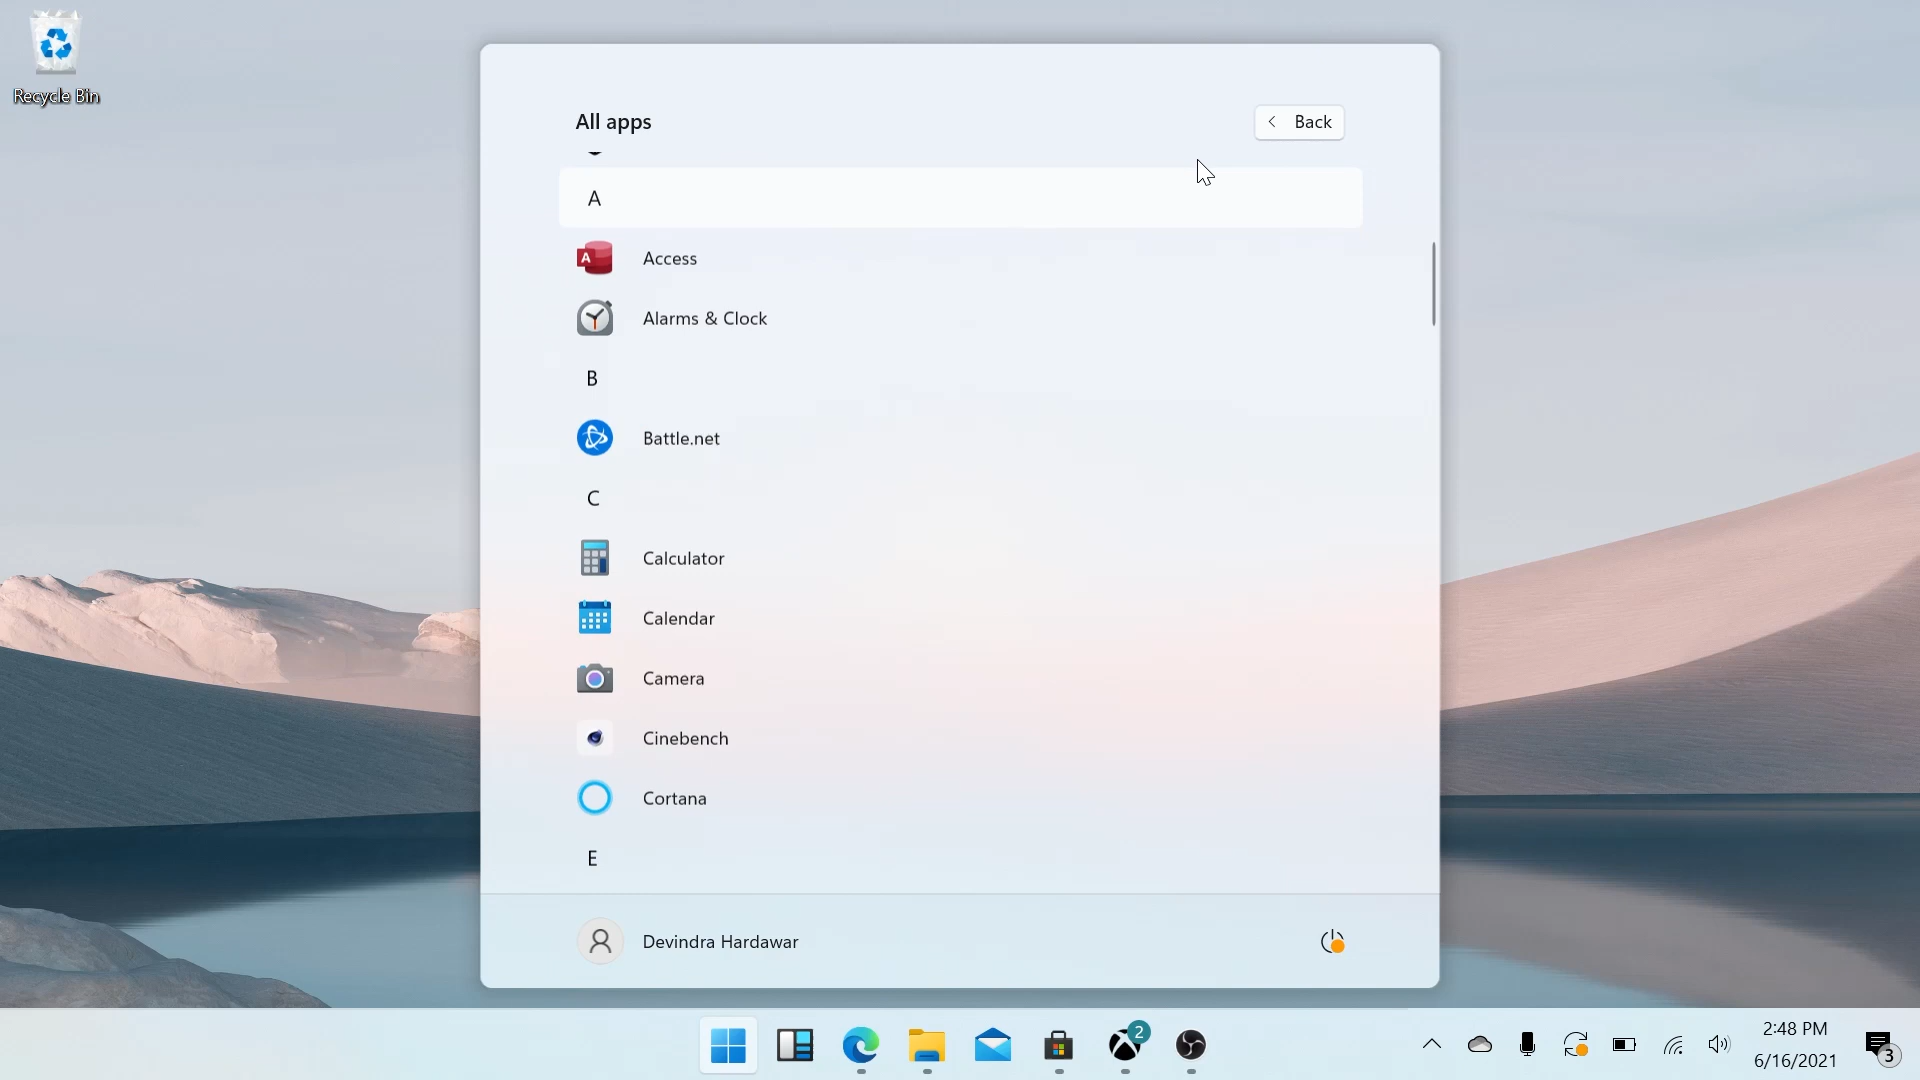 Recycle Bin
All apps
Back
A
Access
Alarms & Clock
B
Battle.net
C
Calculator
Calendar
Camera
Cinebench
Cortana
E
Devindra Hardawar
2
2:48 PM
6/16/2021
3